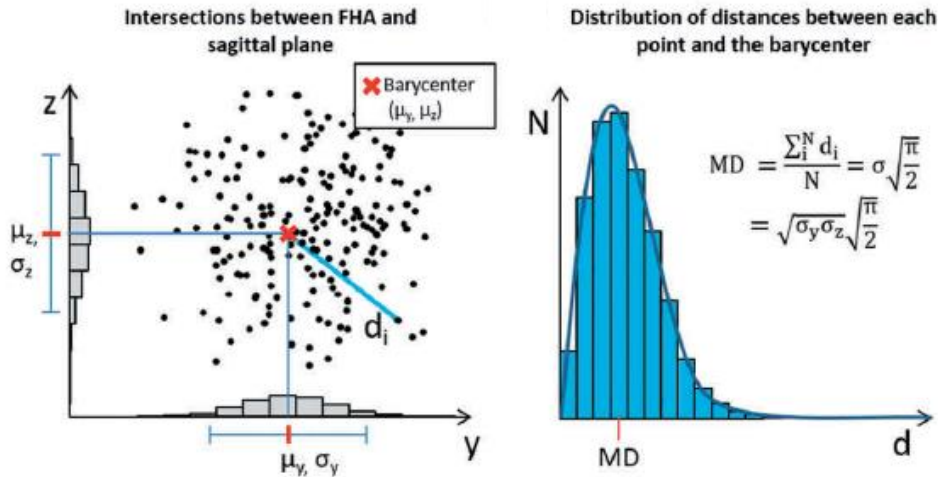 Intersections between FHA and
sagittal plane
Z
Barycenter
(μy, μz)
μz,
σz
di
y
μy, σy
Distribution of distances between each
point and the barycenter
N
MD = ∑iN di / N = σ√π/2
= √σyσz√π/2
d
MD